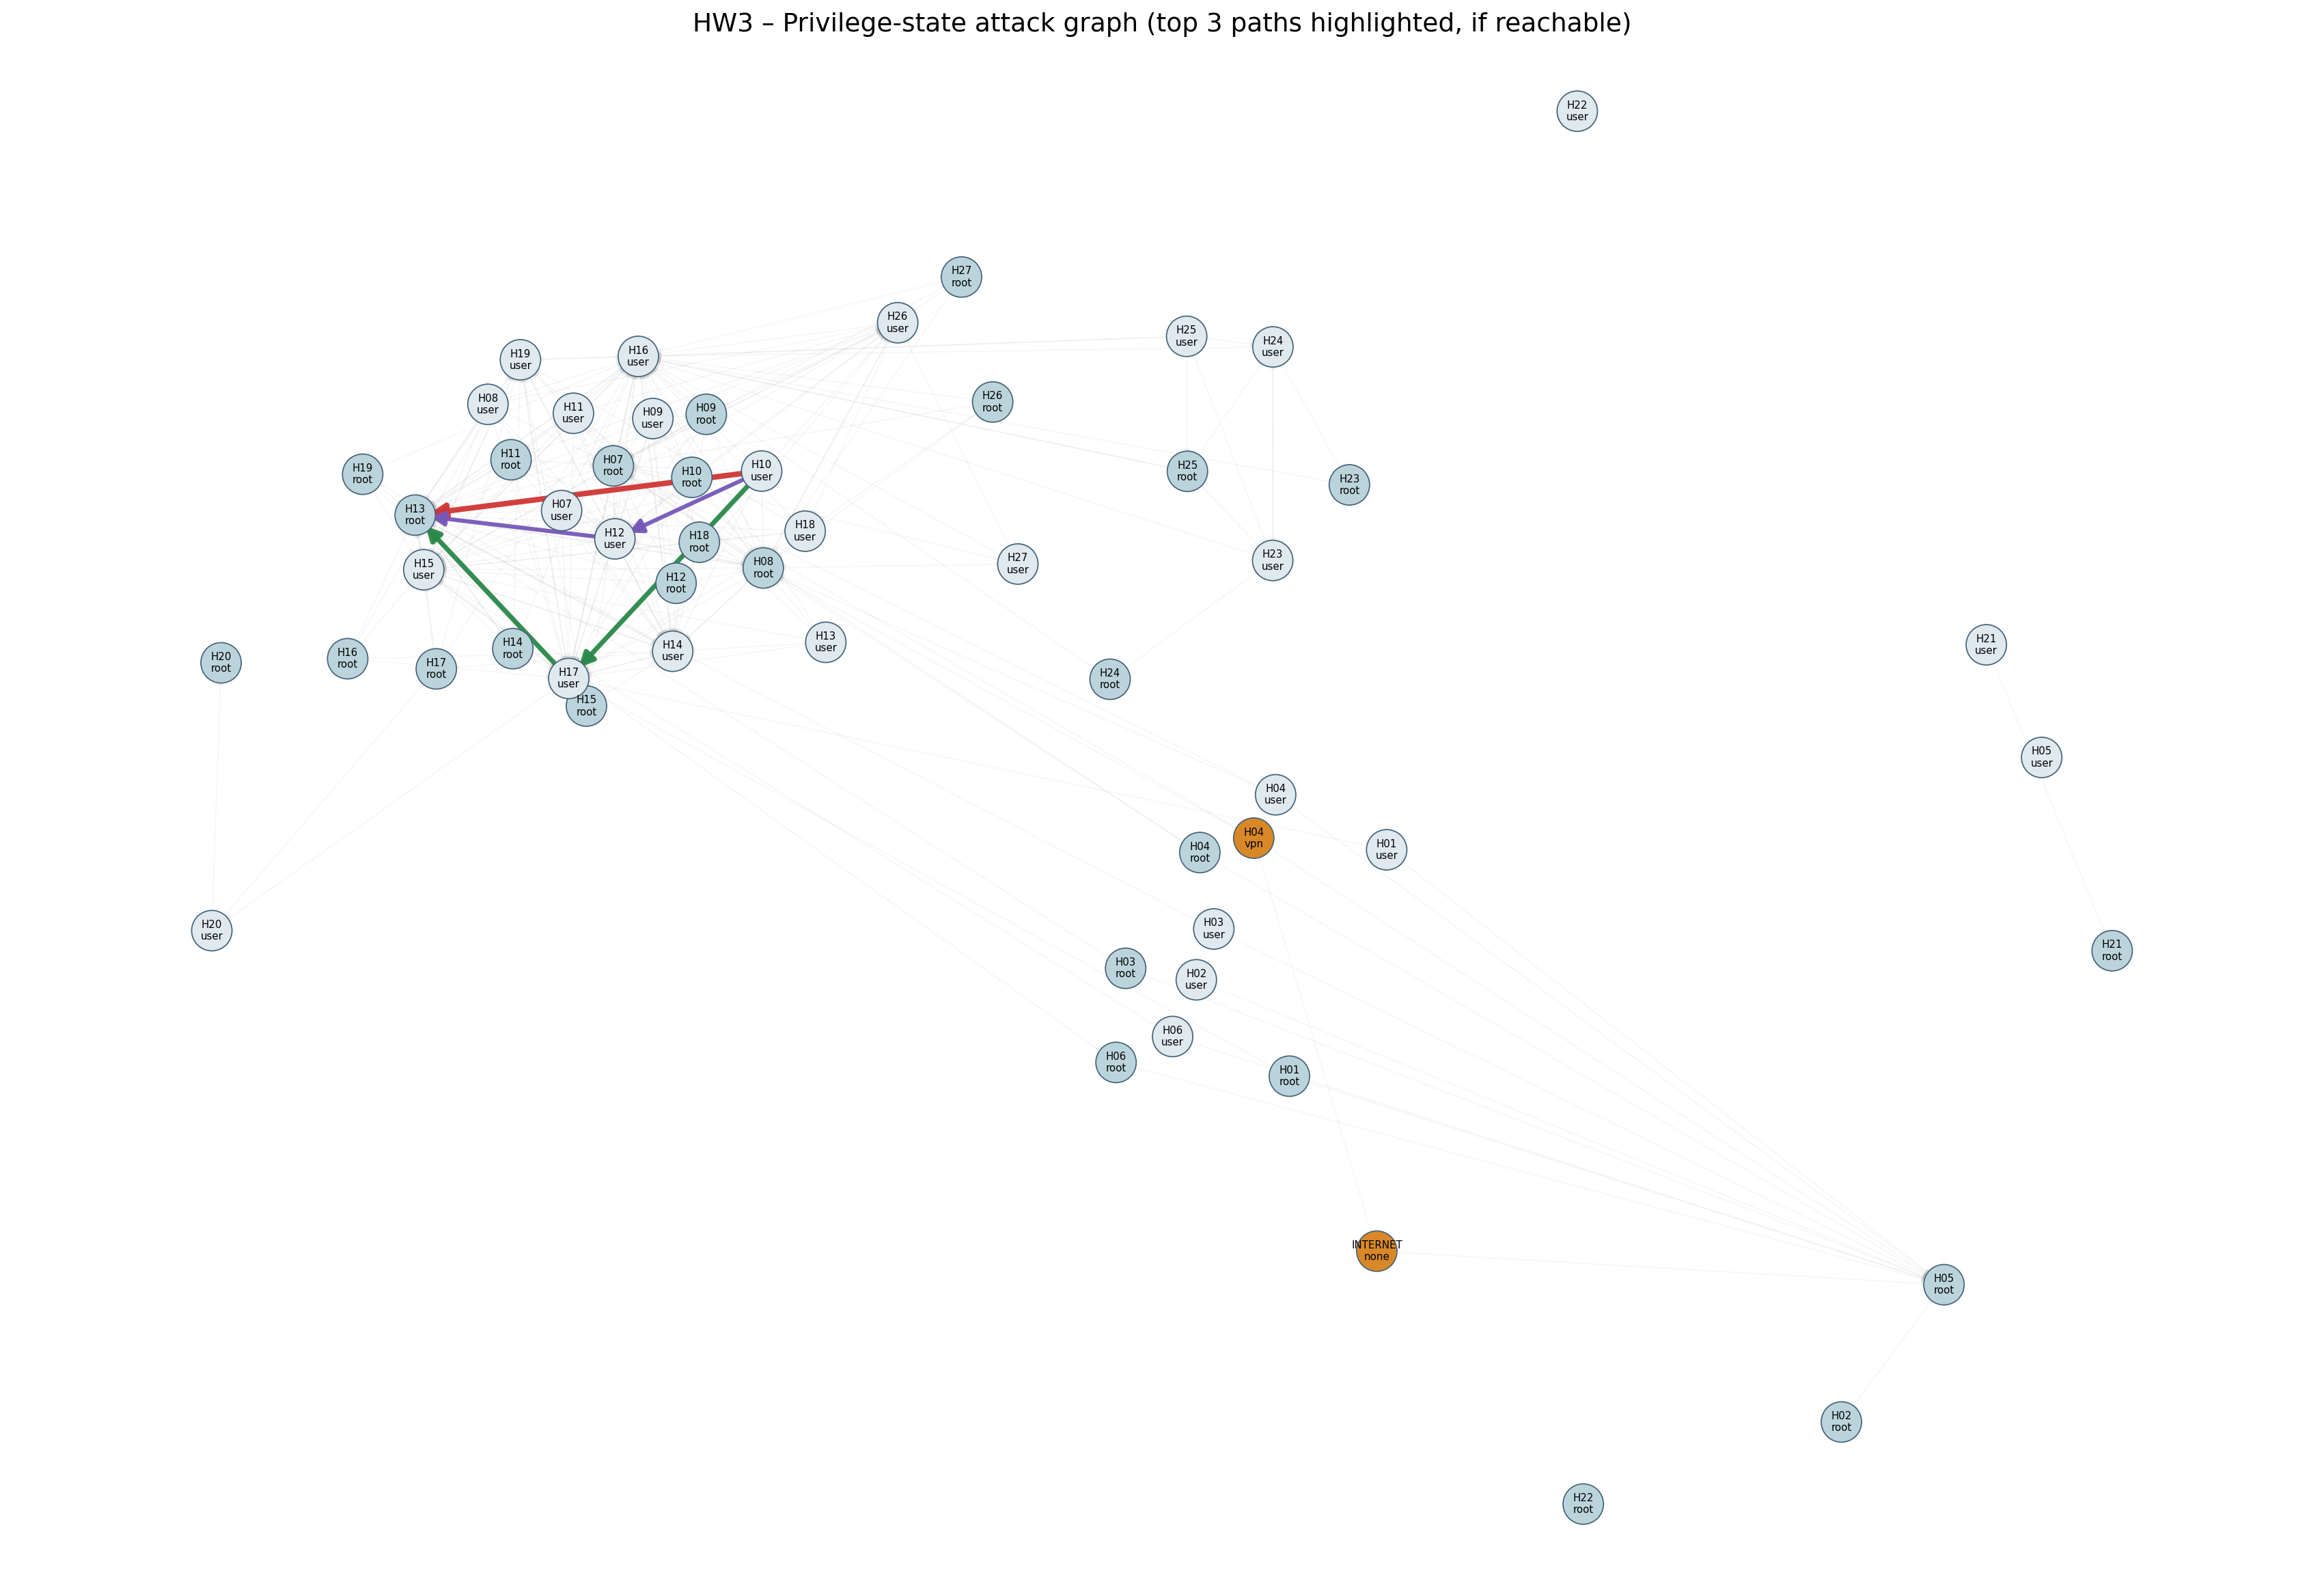 HW3 – Privilege-state attack graph (top 3 paths highlighted, if reachable)
H22
user
H27
root
H26
user
H25
user
H24
user
H19
user
H16
user
H08
user
H11
user
H09
user
H09
root
H26
root
H11
root
H07
root
H10
root
H10
user
H19
root
H25
root
H23
root
H13
root
H07
user
H12
user
H18
root
H18
user
H15
user
H12
root
H08
root
H27
user
H23
user
H20
root
H16
root
H17
root
H14
root
H17
user
H15
root
H14
user
H13
user
H24
root
H21
user
H05
user
H04
user
H04
vpn
H04
root
H01
user
H20
user
H03
user
H03
root
H02
user
H21
root
H06
user
H06
root
H01
root
INTERNET
none
H05
root
H02
root
H22
root